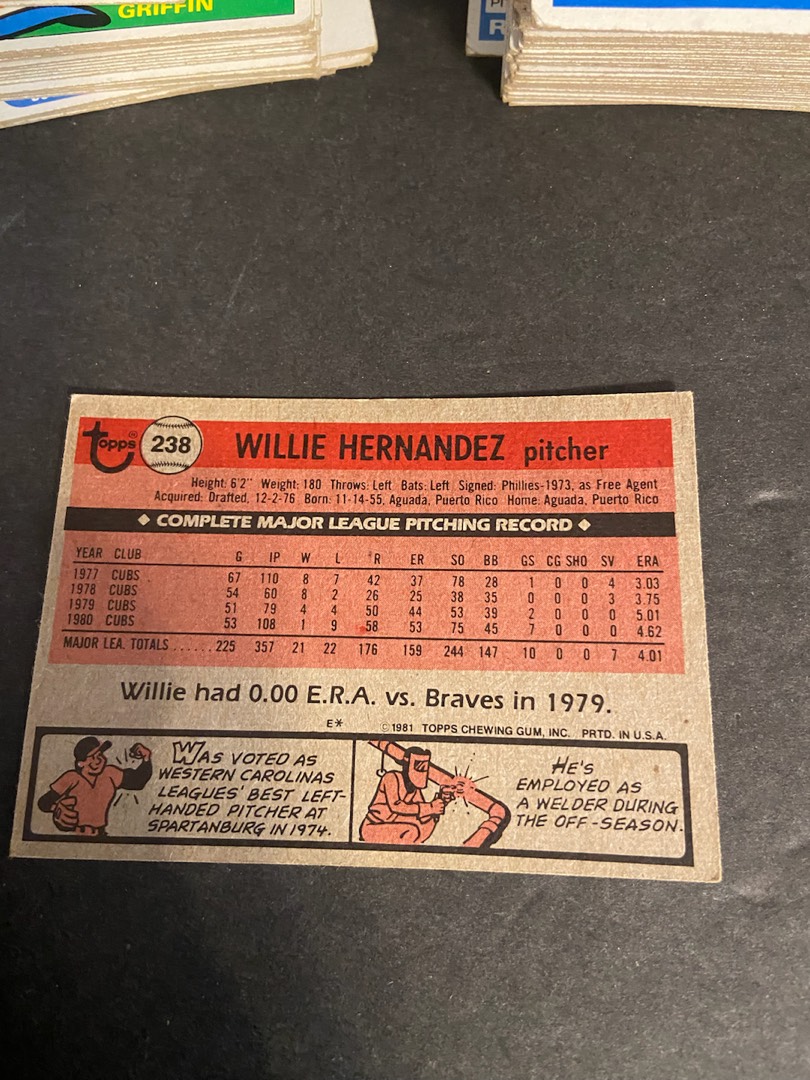 GRIFFIN
R
topps® 238 WILLIE HERNANDEZ pitcher
Height: 6'2" Weight: 180 Throws: Left Bats: Left Signed: Phillies-1973, as Free Agent
Acquired: Drafted, 12-2-76 Born: 11-14-55, Aguada, Puerto Rico Home: Aguada, Puerto Rico
◆ COMPLETE MAJOR LEAGUE PITCHING RECORD ◆
YEAR CLUB G IP W L R ER SO BB GS CG SHO SV ERA
1977 CUBS 67 110 8 7 42 37 78 28 1 0 0 4 3.03
1978 CUBS 54 60 8 2 26 25 38 35 0 0 0 3 3.75
1979 CUBS 51 79 4 4 50 44 53 39 2 0 0 0 5.01
1980 CUBS 53 108 1 9 58 53 75 45 7 0 0 0 4.62
MAJOR LEA. TOTALS ...... 225 357 21 22 176 159 244 147 10 0 0 7 4.01
Willie had 0.00 E.R.A. vs. Braves in 1979.
E* ©1981 TOPPS CHEWING GUM, INC. PRTD. IN U.S.A.
WAS VOTED AS
WESTERN CAROLINAS
LEAGUES' BEST LEFT-
HANDED PITCHER AT
SPARTANBURG IN 1974.
HE'S
EMPLOYED AS
A WELDER DURING
THE OFF-SEASON.